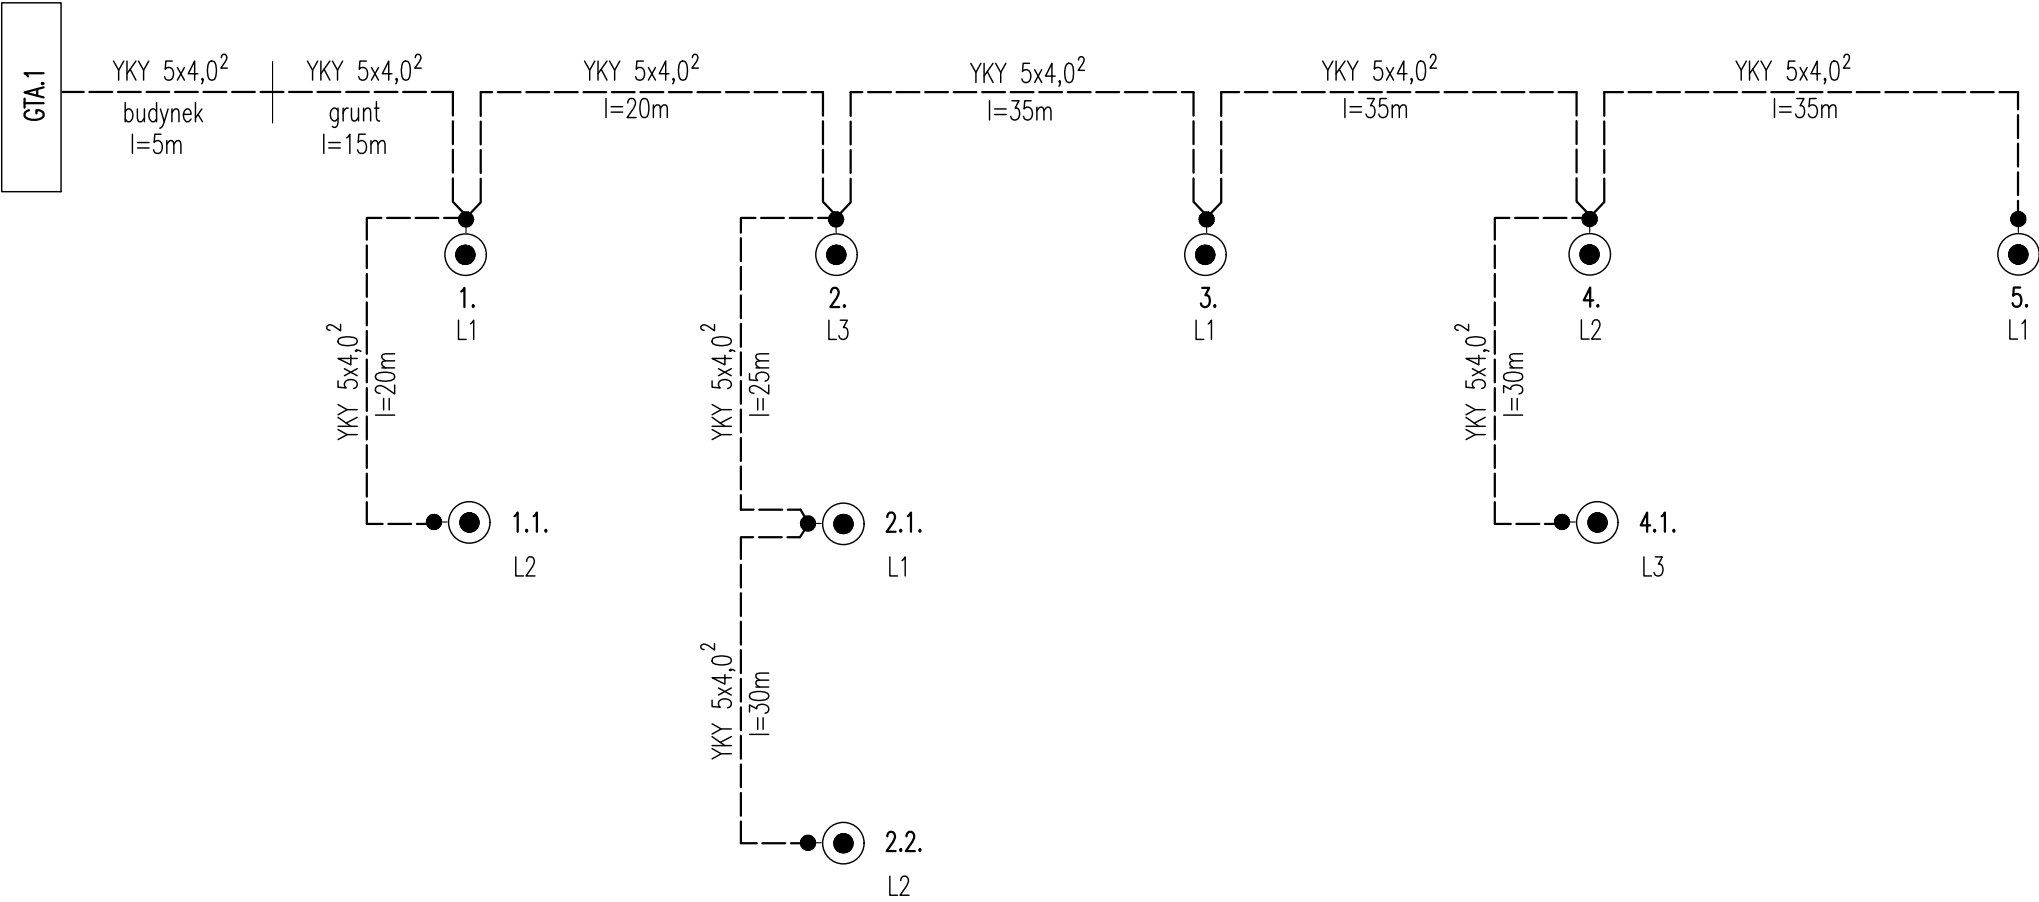 GTA.1
YKY 5x4,0²
budynek
l=5m
YKY 5x4,0²
grunt
l=15m
YKY 5x4,0²
l=20m
YKY 5x4,0²
l=35m
YKY 5x4,0²
l=35m
YKY 5x4,0²
l=35m
1.
L1
2.
L3
3.
L1
4.
L2
5.
L1
YKY 5x4,0²
l=20m
YKY 5x4,0²
l=25m
YKY 5x4,0²
l=30m
1.1.
L2
2.1.
L1
4.1.
L3
YKY 5x4,0²
l=30m
2.2.
L2